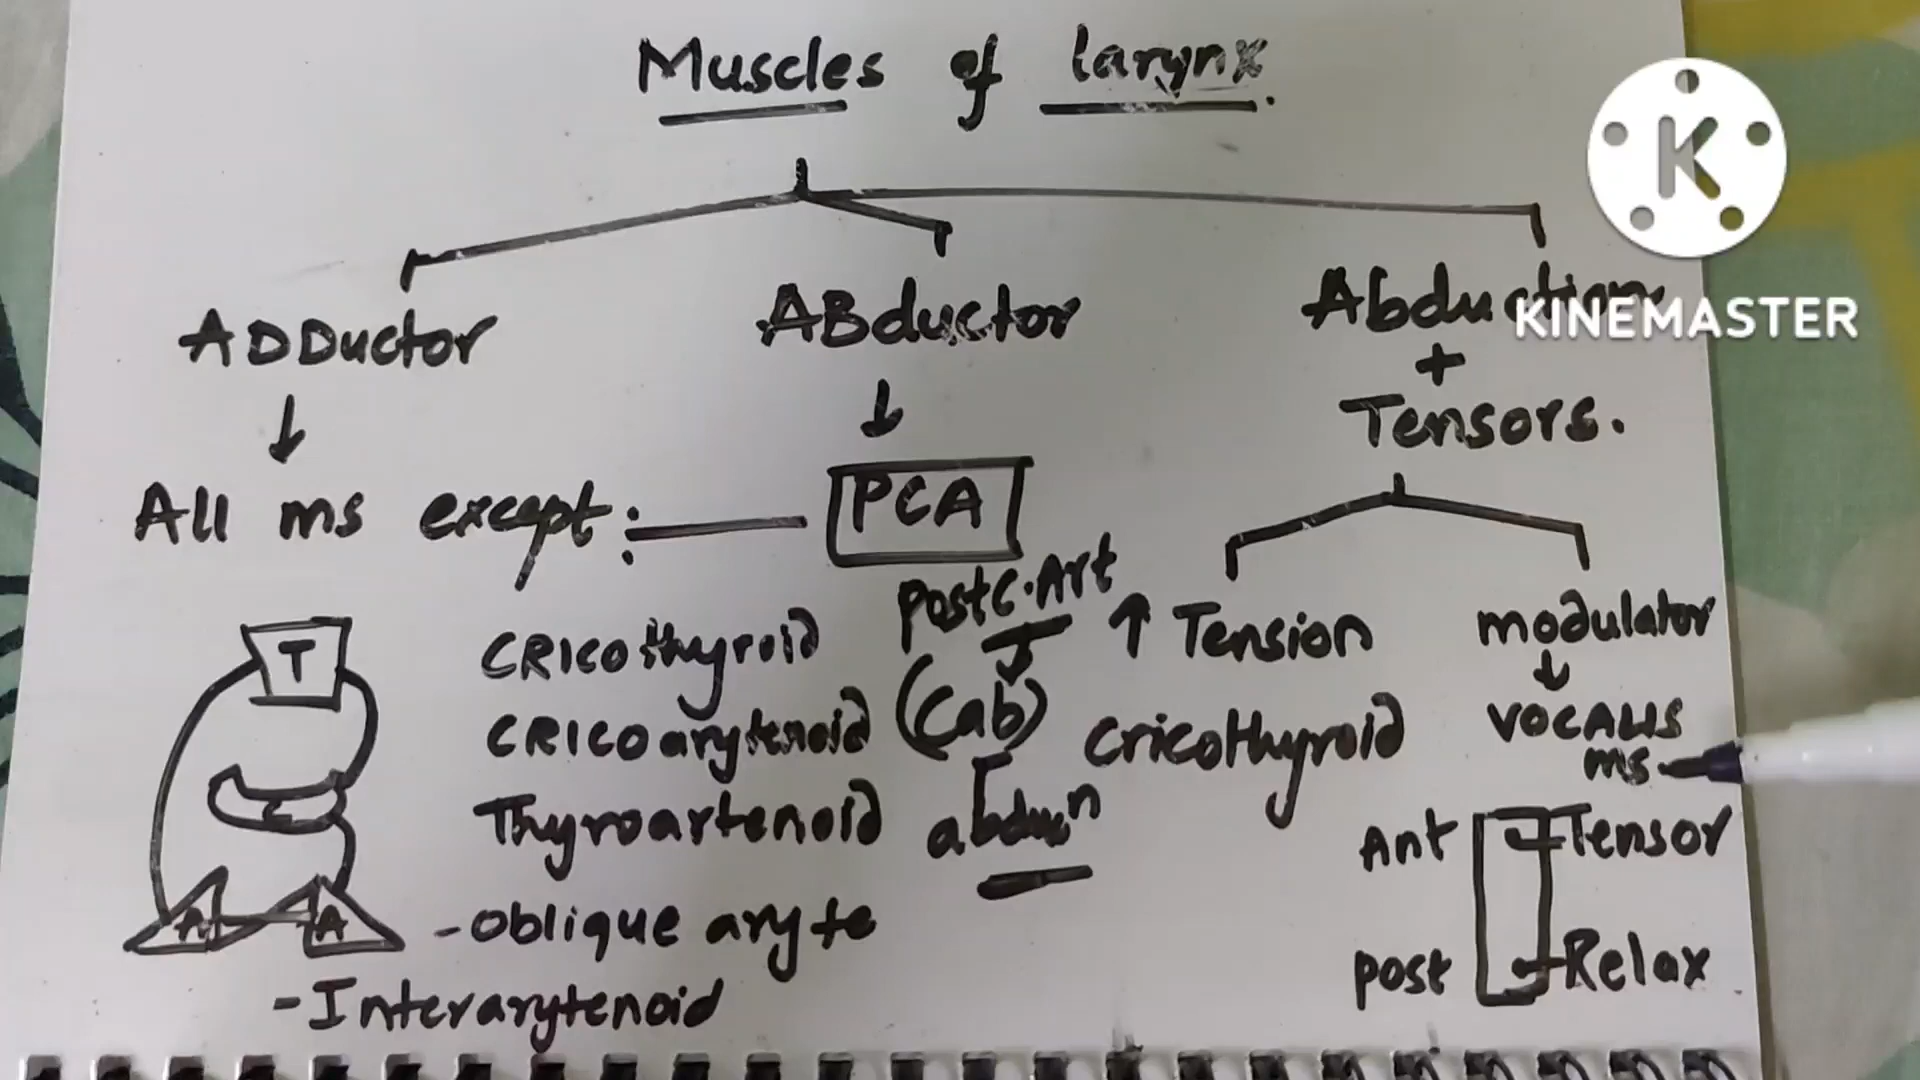 Muscles of larynx.
ADDuctor
↓
All ms except :
T
A
A
CRICothyroid
CRICOarytenoid
Thyroartenoid
-Oblique aryte
-Interarytenoid
ABductor
↓
PCA
Postc.Art
↓
(Cab)
abducⁿ
Abduction
+
Tensors.
↑ Tension
Cricothyroid
modulator
↓
VOCALIS
ms
Ant
Tensor
Post
Relax
K
KINEMASTER